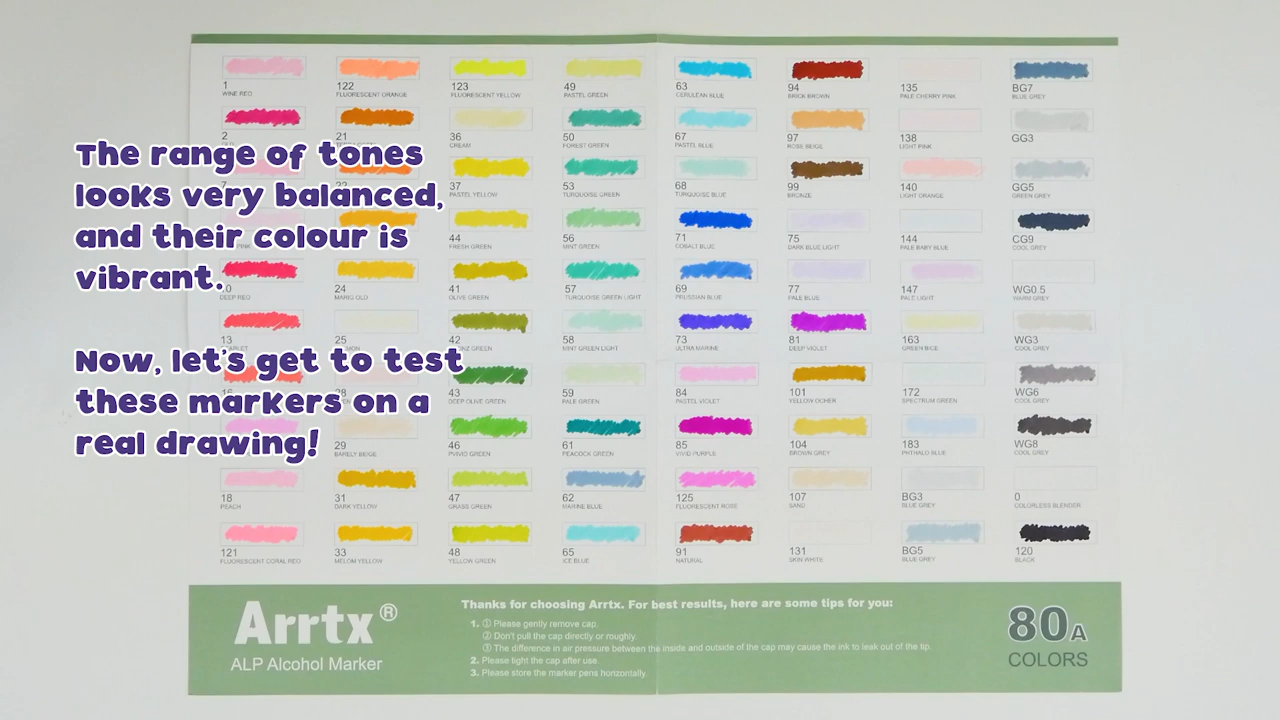 The range of tones
looks very balanced,
and their colour is
vibrant.
Now, let's get to test
these markers on a
real drawing!
1 122 123 49 63 94 135 BG7
WINE RED FLUORESCENT ORANGE FLUORESCENT YELLOW PASTEL GREEN CERULEAN BLUE BRICK BROWN PALE CHERRY PINK BLUE GREY
2 21 36 50 67 97 138 GG3
CREAM FOREST GREEN PASTEL BLUE ROSE BEIGE LIGHT PINK
37 53 68 99 140 GG5
PASTEL YELLOW TURQUOISE GREEN TURQUOISE BLUE BRONZE LIGHT ORANGE GREEN GREY
44 56 71 75 144 CG9
PINK FRESH GREEN MINT GREEN COBALT BLUE DARK BLUE LIGHT PALE BABY BLUE COOL GREY
24 41 57 69 77 147 WG0.5
DEEP RED MARIG OLD OLIVE GREEN TURQUOISE GREEN LIGHT PRUSSIAN BLUE PALE BLUE PALE LIGHT WARM GREY
13 25 42 58 73 81 163 WG3
MINT GREEN LIGHT ULTRA MARINE DEEP VIOLET GREEN BICE COOL GREY
43 59 84 101 172 WG6
DEEP OLIVE GREEN PALE GREEN PASTEL VIOLET YELLOW OCHER SPECTRUM GREEN COOL GREY
29 46 61 85 104 183 WG8
BARELY BEIGE PVIVID GREEN PEACOCK GREEN VIVID PURPLE BROWN GREY PHTHALO BLUE COOL GREY
18 31 47 62 125 107 BG3 0
PEACH DARK YELLOW GRASS GREEN MARINE BLUE FLUORESCENT ROSE SAND BLUE GREY COLORLESS BLENDER
121 33 48 65 91 131 BG5 120
FLUORESCENT CORAL RED MELOM YELLOW YELLOW GREEN ICE BLUE NATURAL SKIN WHITE BLUE GREY BLACK
Arrtx®
ALP Alcohol Marker
Thanks for choosing Arrtx. For best results, here are some tips for you:
1. ① Please gently remove cap.
② Don't pull the cap directly or roughly.
③ The difference in air pressure between the inside and outside of the cap may cause the ink to leak out of the tip.
2. Please tight the cap after use
3. Please store the marker pens honzontally.
80A
COLORS